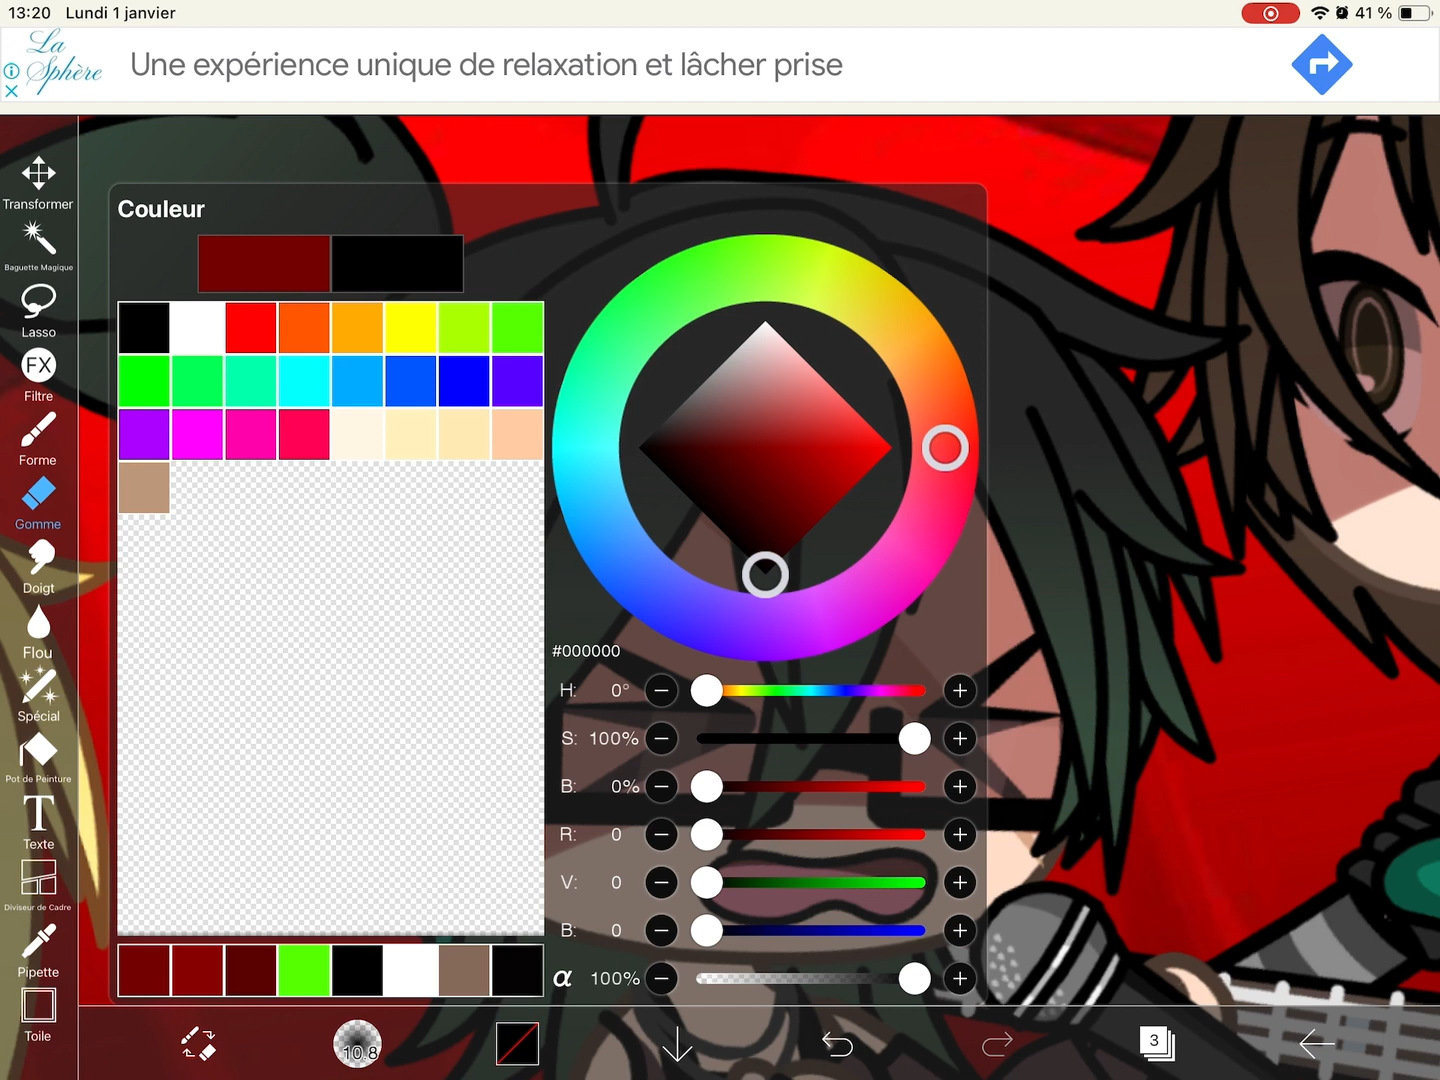 13:20 Lundi 1 janvier
41 %
La Sphère
Une expérience unique de relaxation et lâcher prise
Transformer
Baguette Magique
Lasso
FX
Filtre
Forme
Gomme
Doigt
Flou
Spécial
Pot de Peinture
T
Texte
Diviseur de Cadre
Pipette
Toile
Couleur
#000000
H: 0°
S: 100%
B: 0%
R: 0
V: 0
B: 0
α 100%
10.8
3